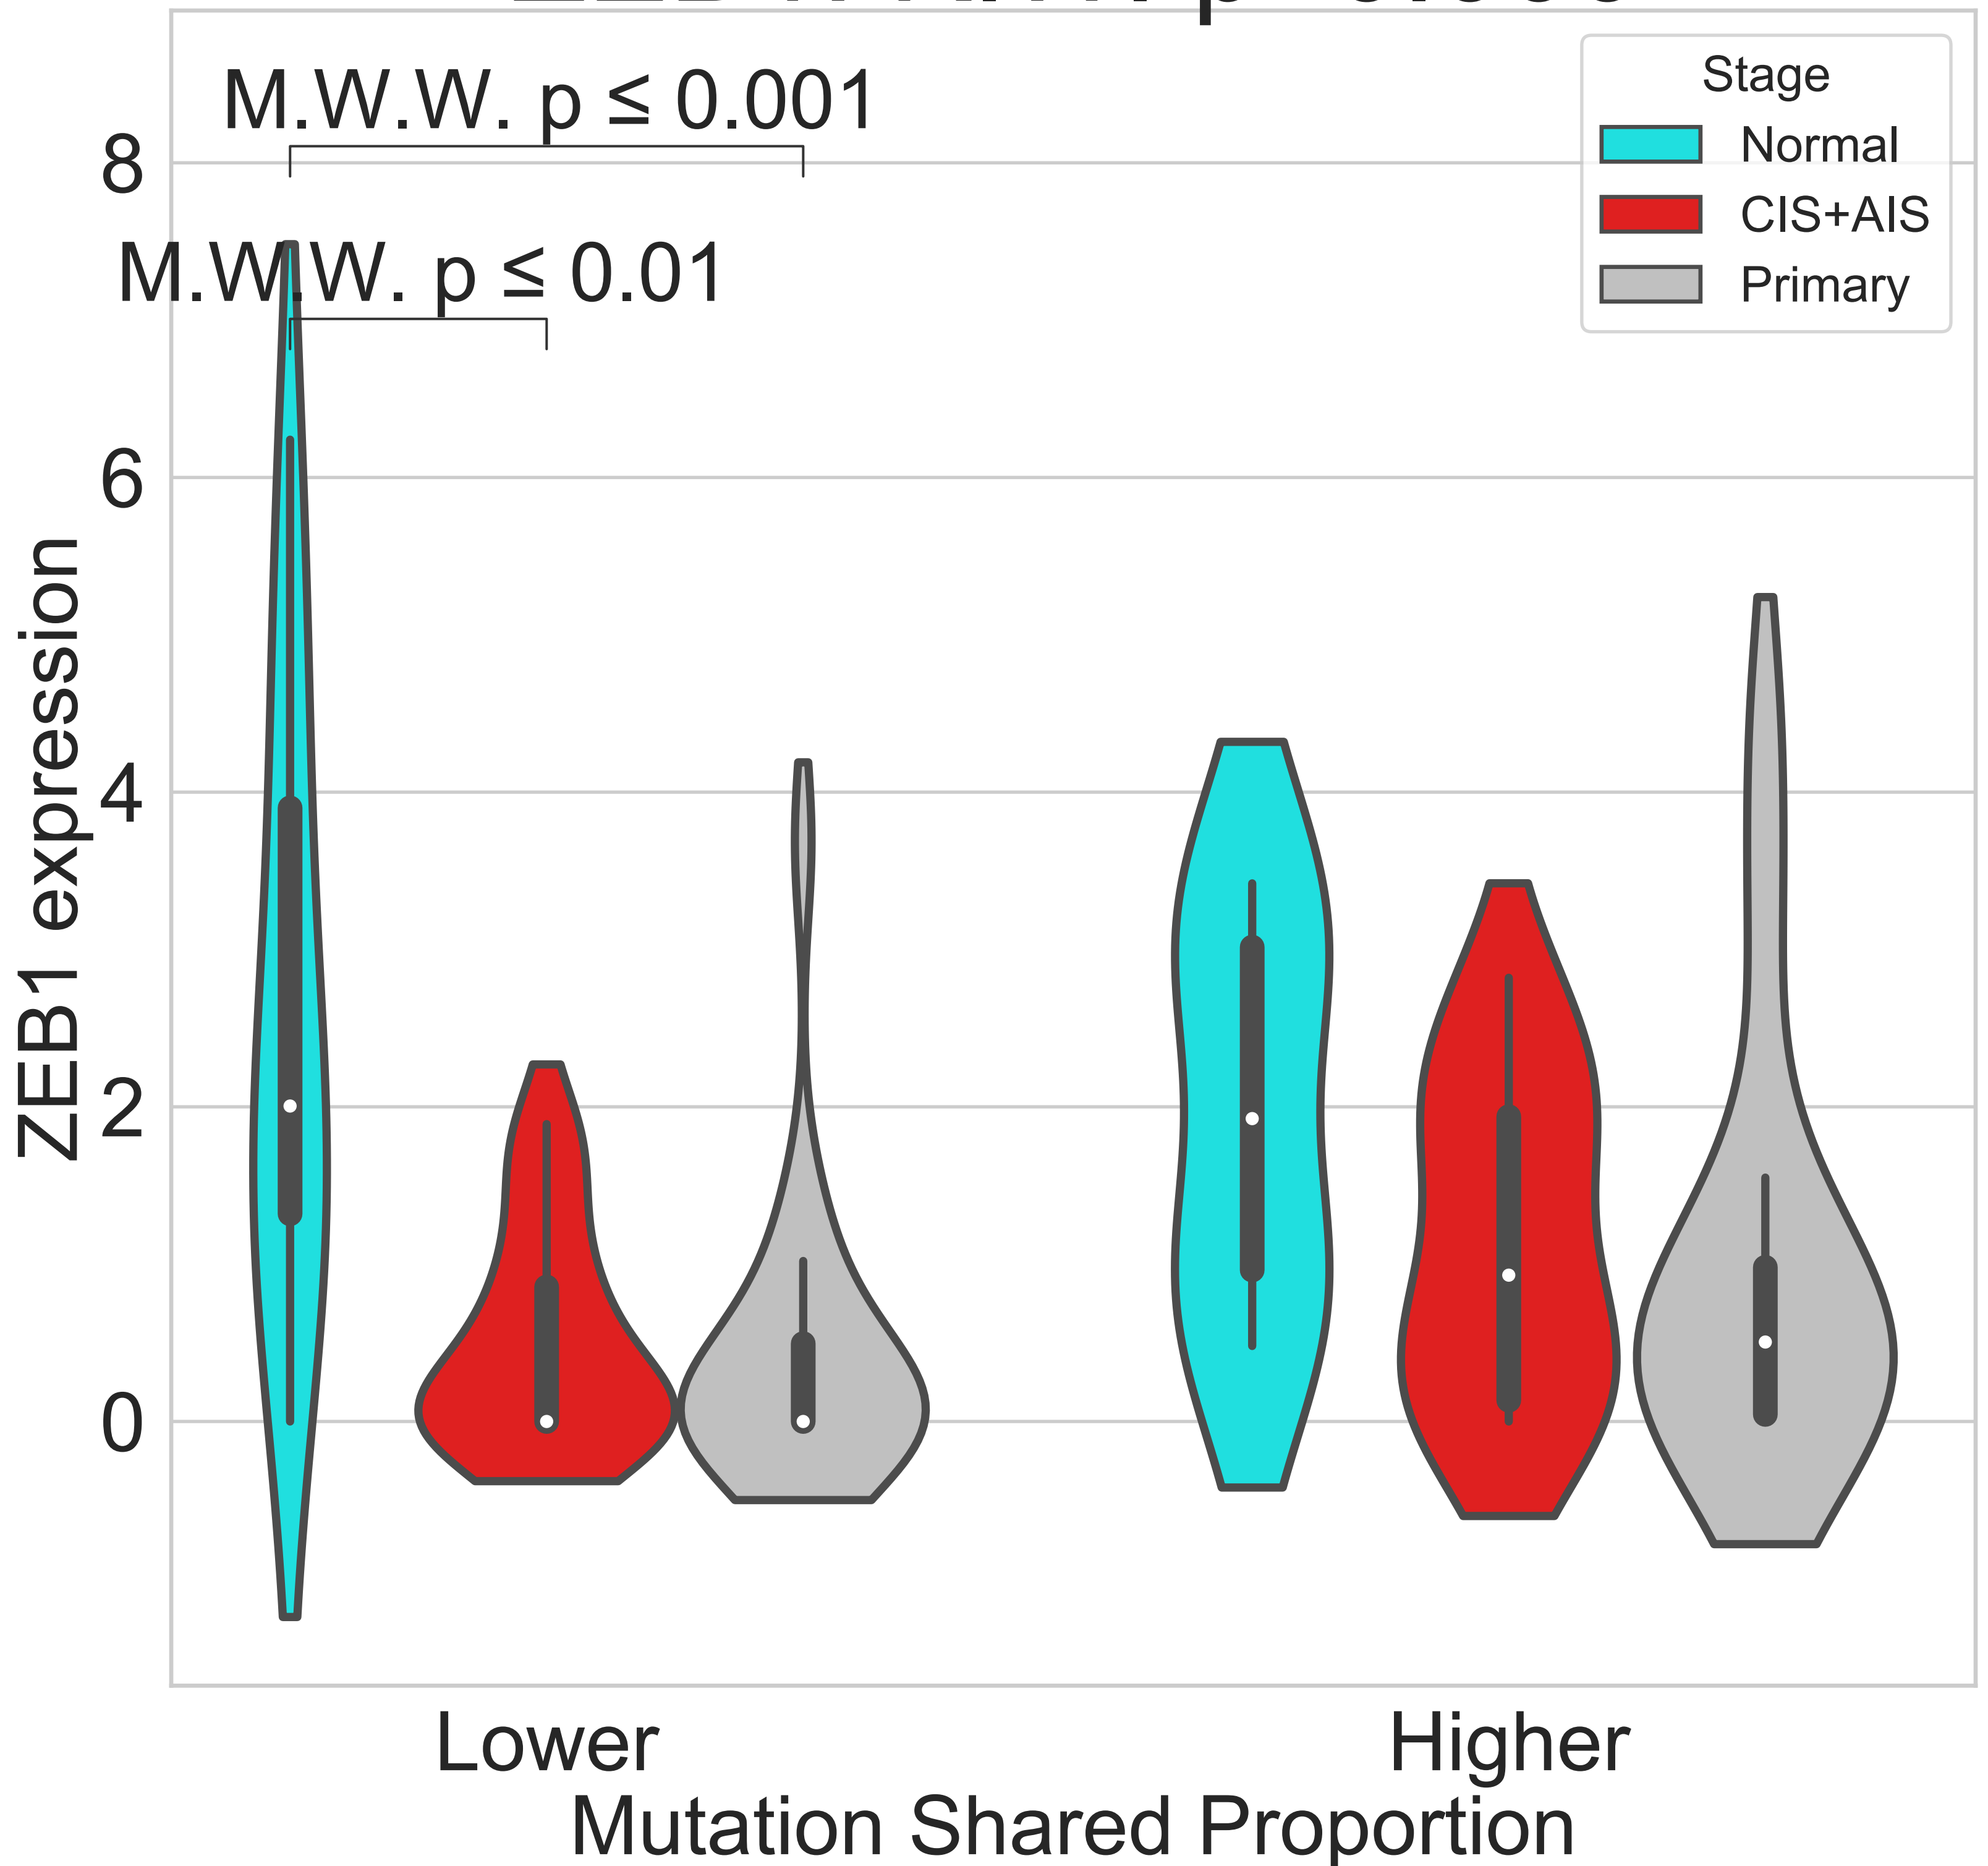 M.W.W. p ≤ 0.001
M.W.W. p ≤ 0.01
Stage
Normal
CIS+AIS
Primary
8
6
4
2
0
ZEB1 expression
Lower
Higher
Mutation Shared Proportion